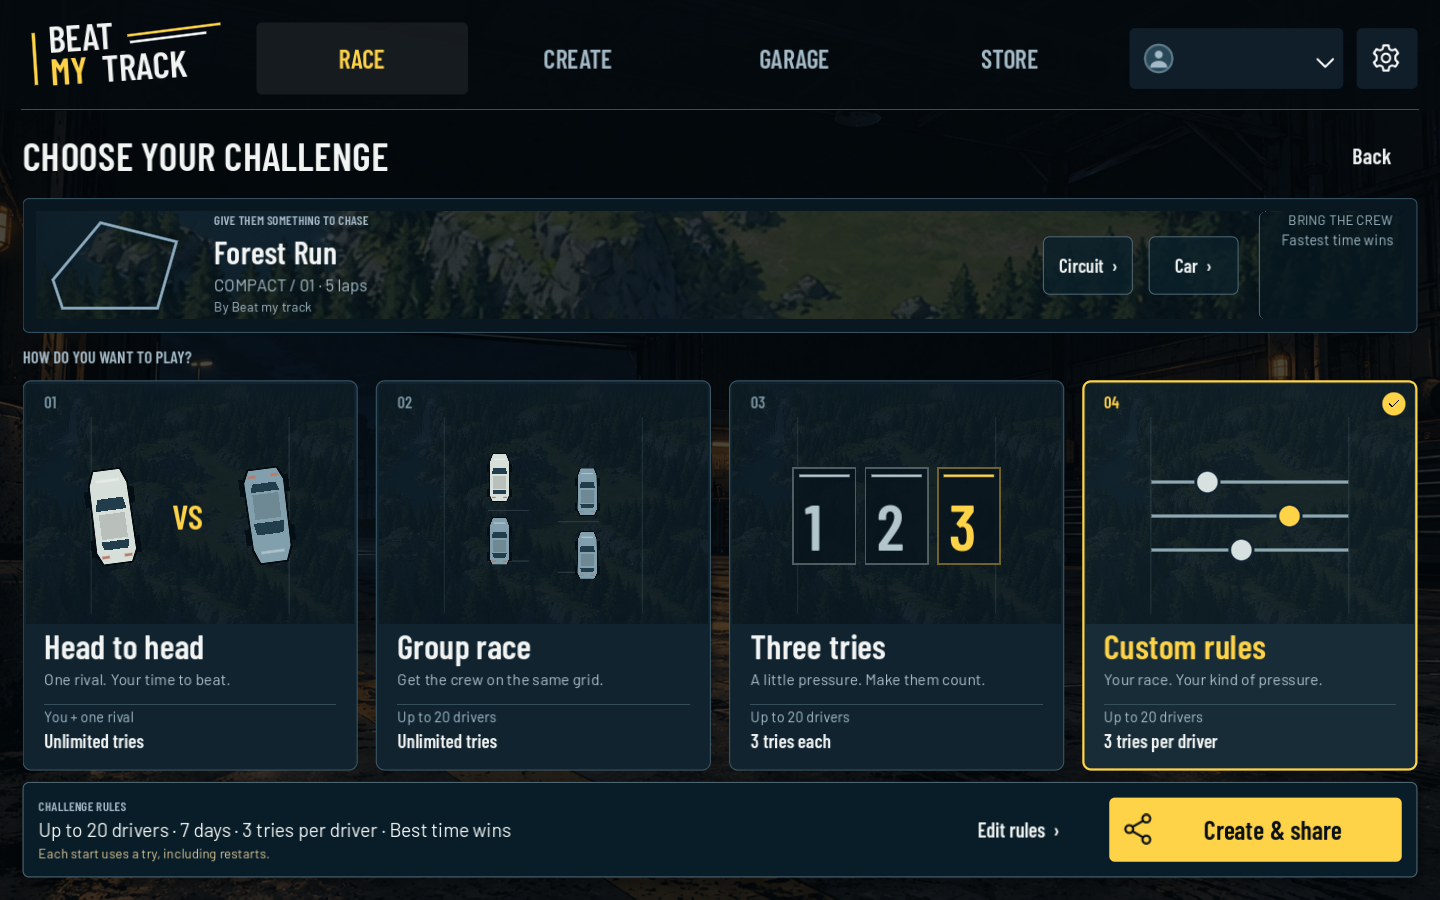 BEAT
MY TRACK
RACE
CREATE
GARAGE
STORE
CHOOSE YOUR CHALLENGE
Back
GIVE THEM SOMETHING TO CHASE
Forest Run
COMPACT / 01 · 5 laps
By Beat my track
Circuit ›
Car ›
BRING THE CREW
Fastest time wins
HOW DO YOU WANT TO PLAY?
01
VS
Head to head
One rival. Your time to beat.
You + one rival
Unlimited tries
02
Group race
Get the crew on the same grid.
Up to 20 drivers
Unlimited tries
03
1 2 3
Three tries
A little pressure. Make them count.
Up to 20 drivers
3 tries each
04
Custom rules
Your race. Your kind of pressure.
Up to 20 drivers
3 tries per driver
CHALLENGE RULES
Up to 20 drivers · 7 days · 3 tries per driver · Best time wins
Each start uses a try, including restarts.
Edit rules ›
Create & share